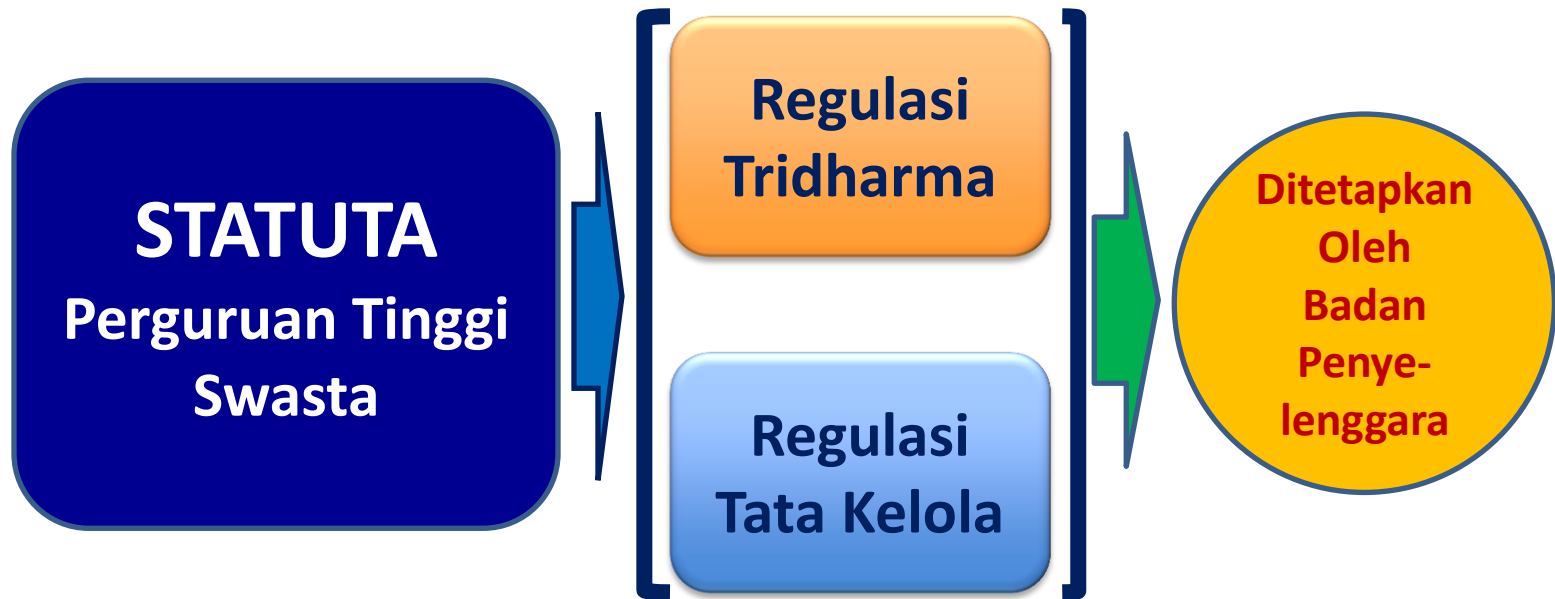 STATUTA
Perguruan Tinggi
Swasta
Regulasi
Tridharma
Regulasi
Tata Kelola
Ditetapkan
Oleh
Badan
Penye-
lenggara